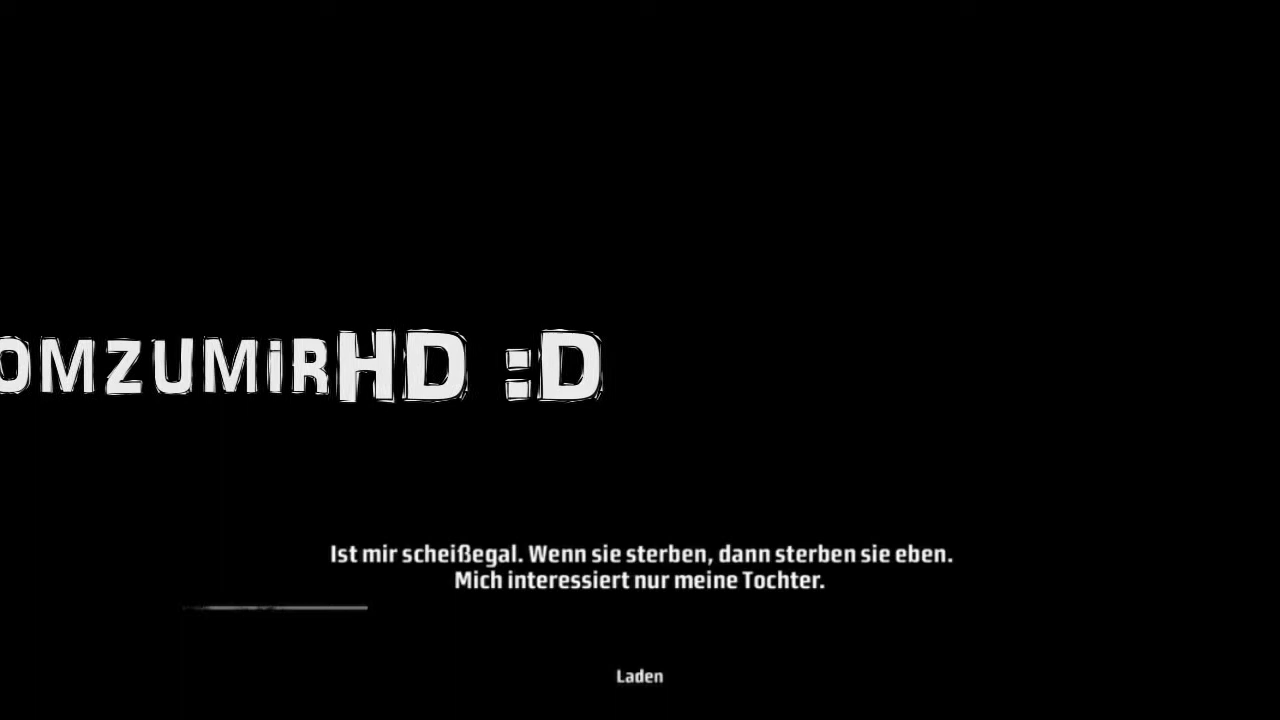 OMZUMiRHD :D
Ist mir scheißegal. Wenn sie sterben, dann sterben sie eben.
Mich interessiert nur meine Tochter.
Laden